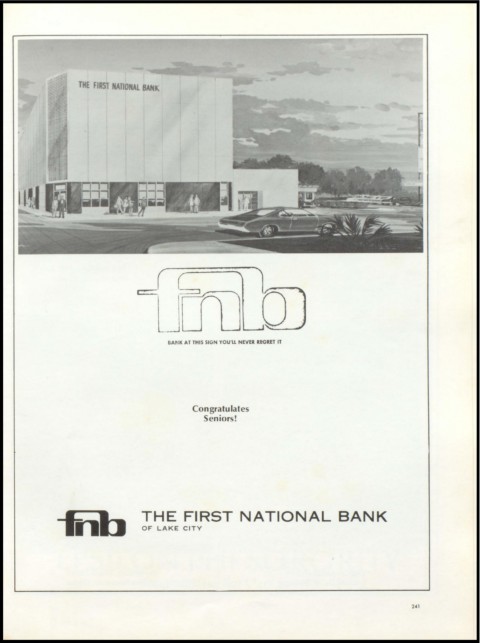 THE FIRST NATIONAL BANK
fnb
BANK AT THIS SIGN YOU'LL NEVER REGRET IT
Congratulates
Seniors!
fnb THE FIRST NATIONAL BANK
OF LAKE CITY
241